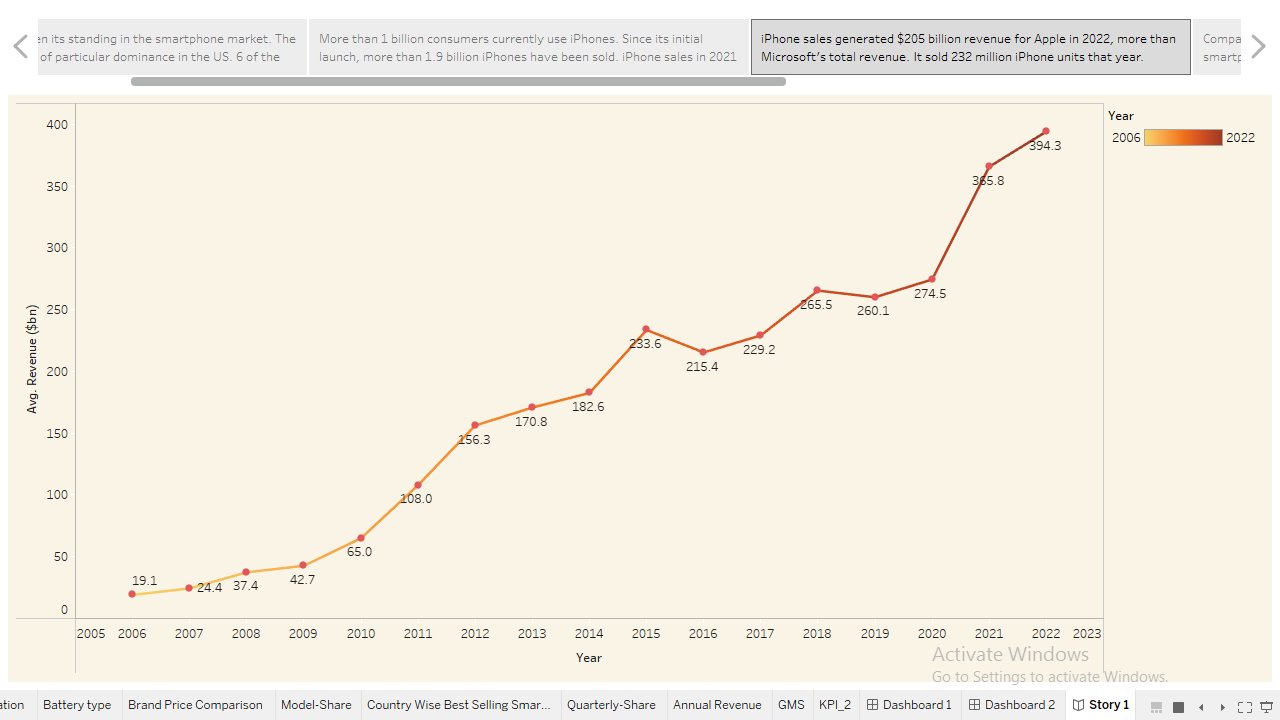 en its standing in the smartphone market. The
of particular dominance in the US. 6 of the
More than 1 billion consumers currently use iPhones. Since its initial
launch, more than 1.9 billion iPhones have been sold. iPhone sales in 2021
iPhone sales generated $205 billion revenue for Apple in 2022, more than
Microsoft's total revenue. It sold 232 million iPhone units that year.
Compa
smartp
Year
2006 2022
400
350
300
250
200
150
100
50
0
Avg. Revenue ($bn)
19.1
24.4
37.4
42.7
65.0
108.0
156.3
170.8
182.6
233.6
215.4
229.2
265.5
260.1
274.5
365.8
394.3
2005 2006 2007 2008 2009 2010 2011 2012 2013 2014 2015 2016 2017 2018 2019 2020 2021 2022 2023
Year
Activate Windows
Go to Settings to activate Windows.
ation Battery type Brand Price Comparison Model-Share Country Wise Best Selling Smar... Quarterly-Share Annual Revenue GMS KPI_2 Dashboard 1 Dashboard 2 Story 1